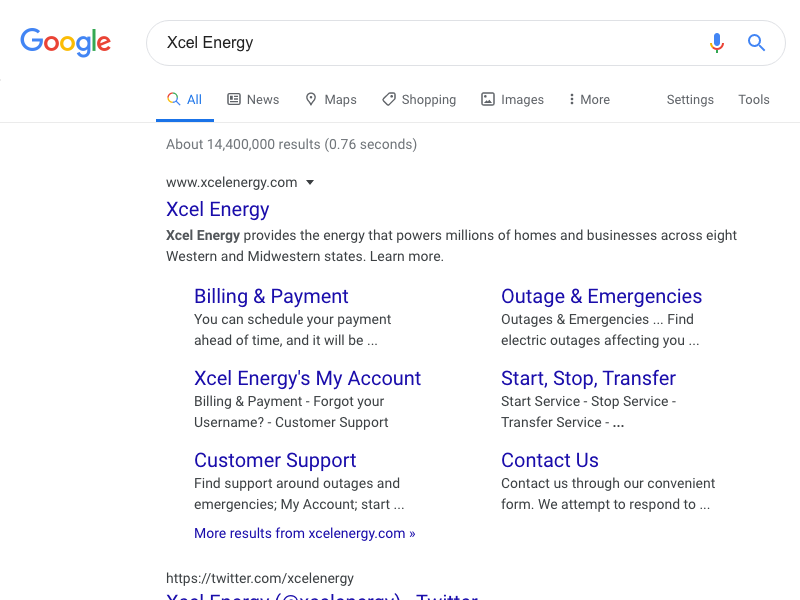 Google
Xcel Energy
All News Maps Shopping Images More Settings Tools
About 14,400,000 results (0.76 seconds)
www.xcelenergy.com
Xcel Energy
Xcel Energy provides the energy that powers millions of homes and businesses across eight
Western and Midwestern states. Learn more.
Billing & Payment
You can schedule your payment
ahead of time, and it will be ...
Outage & Emergencies
Outages & Emergencies ... Find
electric outages affecting you ...
Xcel Energy's My Account
Billing & Payment - Forgot your
Username? - Customer Support
Start, Stop, Transfer
Start Service - Stop Service -
Transfer Service - ...
Customer Support
Find support around outages and
emergencies; My Account; start ...
Contact Us
Contact us through our convenient
form. We attempt to respond to ...
More results from xcelenergy.com »
https://twitter.com/xcelenergy
Xcel Energy (@xcelenergy) · Twitter